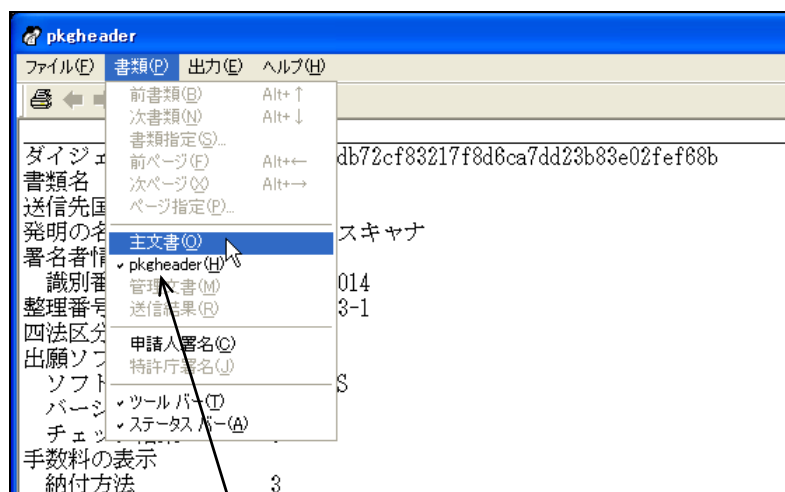 pkgheader
ファイル(F) 書類(P) 出力(E) ヘルプ(H)
前書類(B) Alt+↑
次書類(N) Alt+↓
書類指定(S)...
前ページ(F) Alt+←
次ページ(X) Alt+→
ページ指定(P)...
主文書(O)
pkgheader(H)
管理文書(M)
送信結果(R)
申請人署名(C)
特許庁署名(J)
ツール バー(T)
ステータス バー(A)
ダイジェ db72cf83217f8d6ca7dd23b83e02fef68b
書類名
送信先国
発明の名 スキャナ
署名者情
識別番 014
整理番号 3-1
四法区分
出願ソフ
ソフト S
バージ
チェッ
手数料の表示
納付方法 3